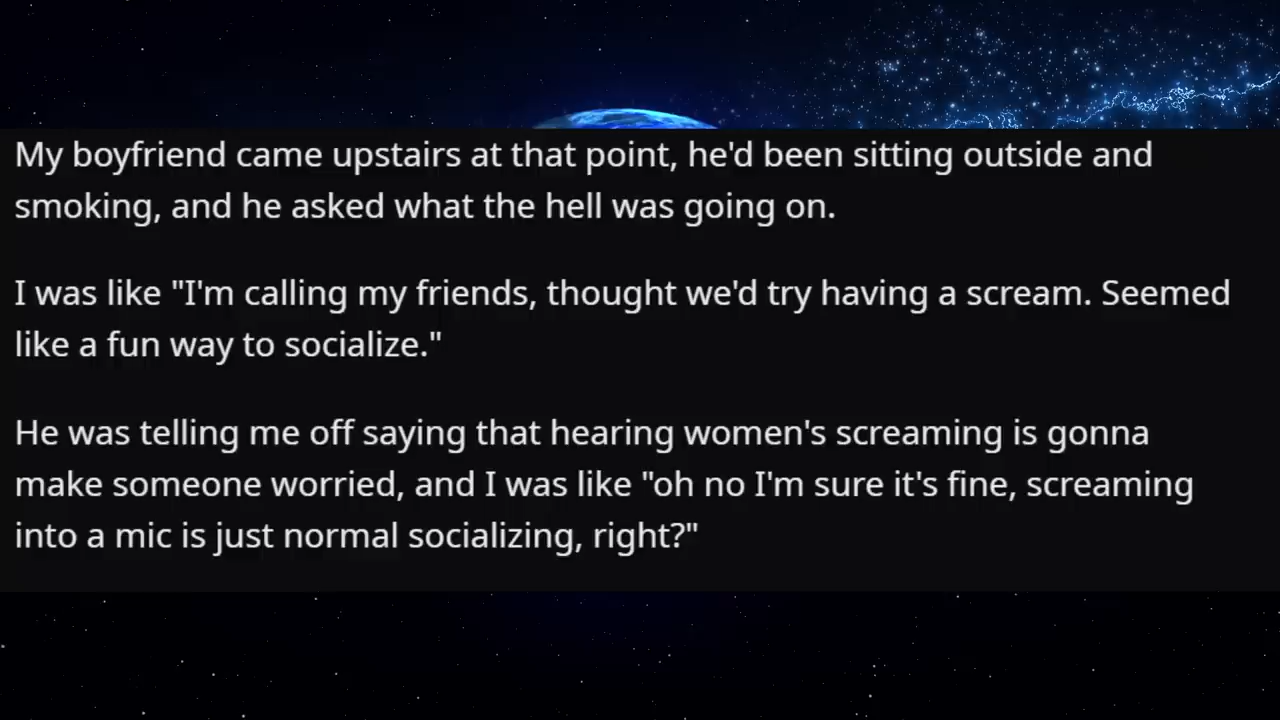 My boyfriend came upstairs at that point, he'd been sitting outside and
smoking, and he asked what the hell was going on.
I was like "I'm calling my friends, thought we'd try having a scream. Seemed
like a fun way to socialize."
He was telling me off saying that hearing women's screaming is gonna
make someone worried, and I was like "oh no I'm sure it's fine, screaming
into a mic is just normal socializing, right?"